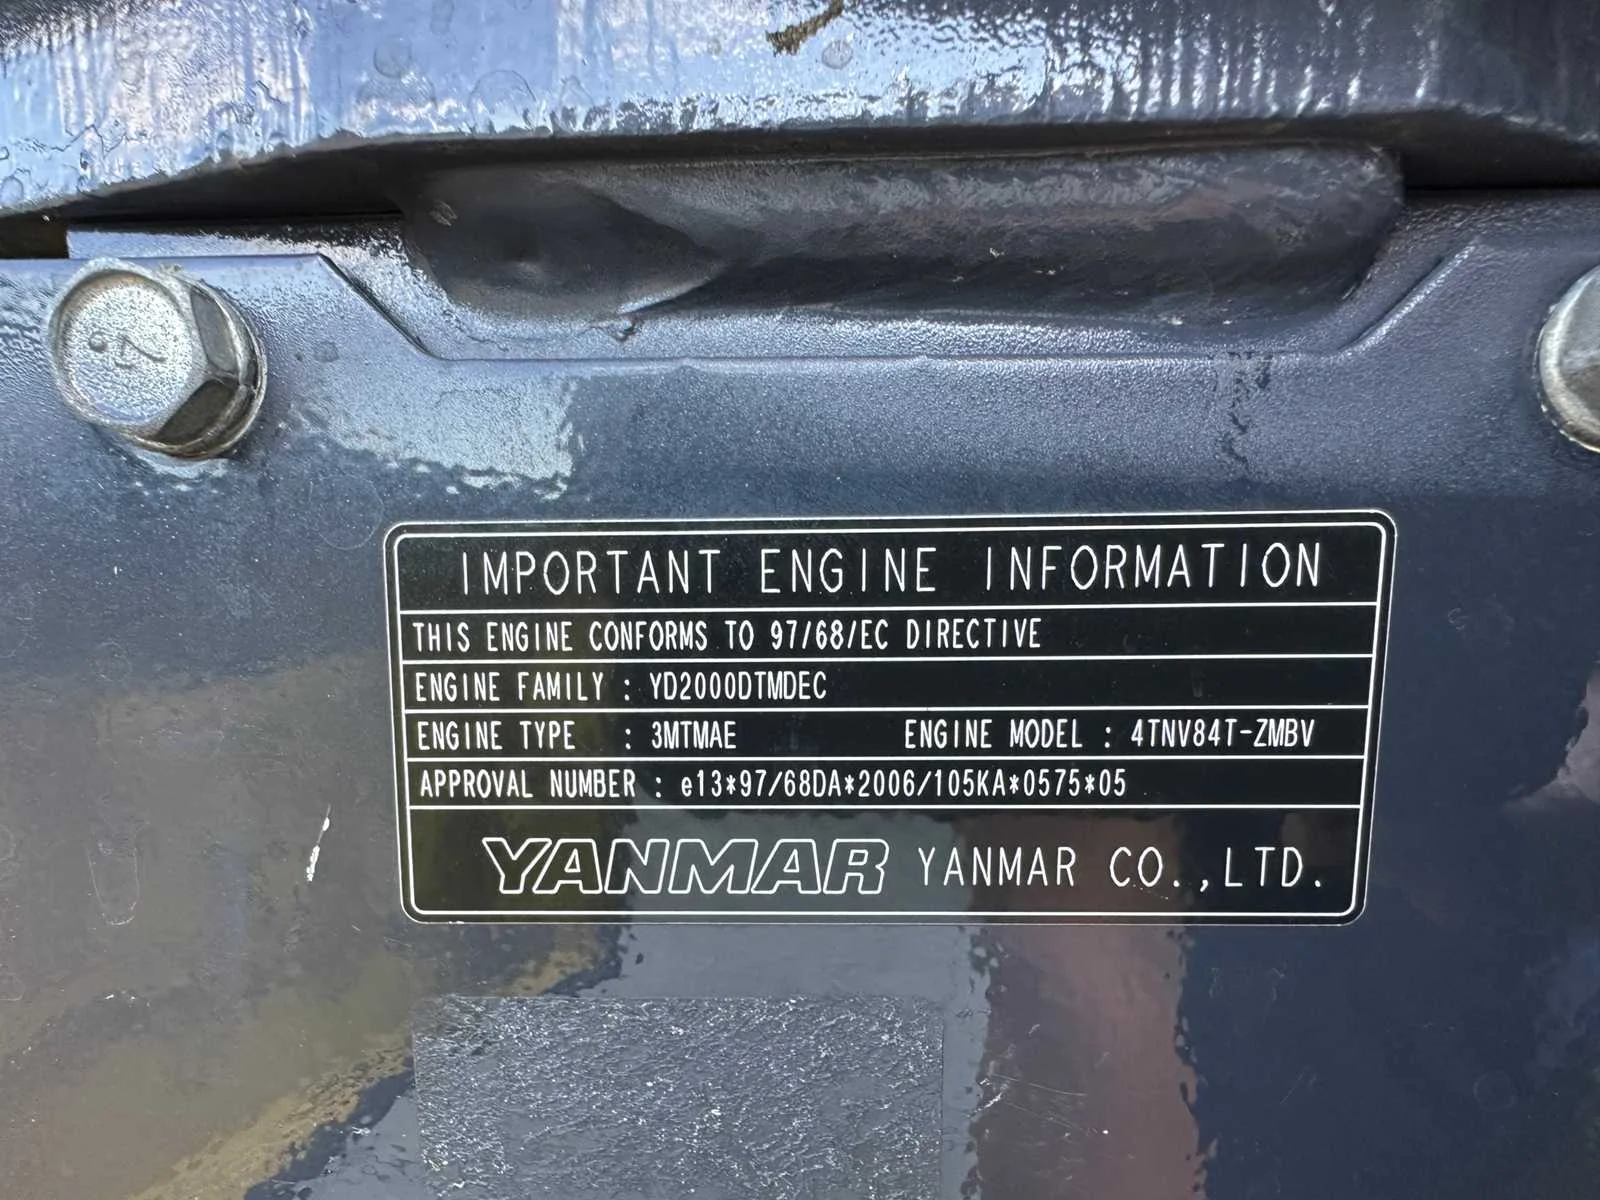 IMPORTANT ENGINE INFORMATION
THIS ENGINE CONFORMS TO 97/68/EC DIRECTIVE
ENGINE FAMILY : YD2000DTMDEC
ENGINE TYPE : 3MTMAE ENGINE MODEL : 4TNV84T-ZMBV
APPROVAL NUMBER : e13*97/68DA*2006/105KA*0575*05
YANMAR YANMAR CO.,LTD.